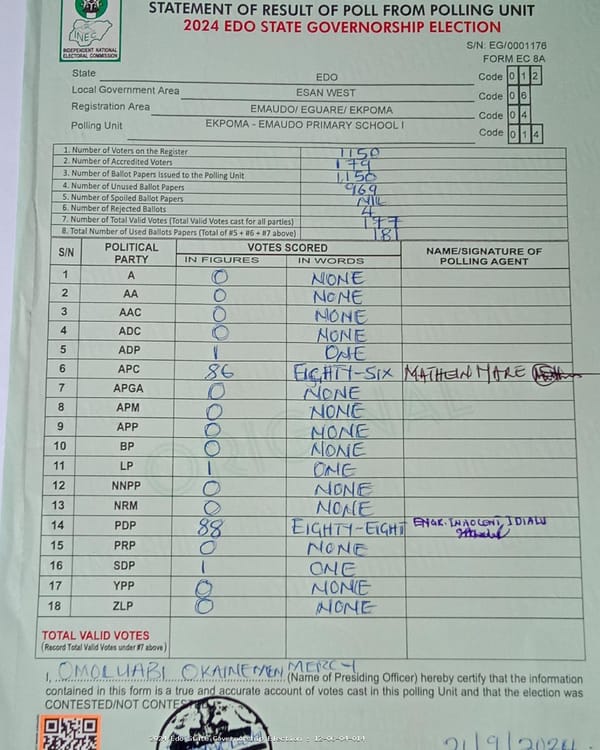 INEC
INDEPENDENT NATIONAL
ELECTORAL COMMISSION
STATEMENT OF RESULT OF POLL FROM POLLING UNIT
2024 EDO STATE GOVERNORSHIP ELECTION
S/N: EG/0001176
FORM EC 8A
State EDO Code 0 1 2
Local Government Area ESAN WEST Code 0 6
Registration Area EMAUDO/ EGUARE/ EKPOMA Code 0 4
Polling Unit EKPOMA - EMAUDO PRIMARY SCHOOL I Code 0 1 4
1. Number of Voters on the Register 1150
2. Number of Accredited Voters 179
3. Number of Ballot Papers Issued to the Polling Unit 1,150
4. Number of Unused Ballot Papers 969
5. Number of Spoiled Ballot Papers NIL
6. Number of Rejected Ballots 4
7. Number of Total Valid Votes (Total Valid Votes cast for all parties) 177
8. Total Number of Used Ballots Papers (Total of #5 + #6 + #7 above) 181
S/N POLITICAL PARTY VOTES SCORED NAME/SIGNATURE OF POLLING AGENT
IN FIGURES IN WORDS
1 A 0 NONE
2 AA 0 NONE
3 AAC 0 NONE
4 ADC 0 NONE
5 ADP 1 ONE
6 APC 86 EIGHTY-SIX MATHEW MARE
7 APGA 0 NONE
8 APM 0 NONE
9 APP 0 NONE
10 BP 0 NONE
11 LP 1 ONE
12 NNPP 0 NONE
13 NRM 0 NONE
14 PDP 88 EIGHTY-EIGHT ENGR. INNOCENT IDIALU
15 PRP 0 NONE
16 SDP 1 ONE
17 YPP 0 NONE
18 ZLP 0 NONE
ORIGINAL
TOTAL VALID VOTES
(Record Total Valid Votes under #7 above)
I, OMOLUABI OKAINEMEN MERCY (Name of Presiding Officer) hereby certify that the information
contained in this form is a true and accurate account of votes cast in this polling Unit and that the election was
CONTESTED/NOT CONTESTED
2024 Edo State Governorship Election - 12-06-04-014
21/9/2024